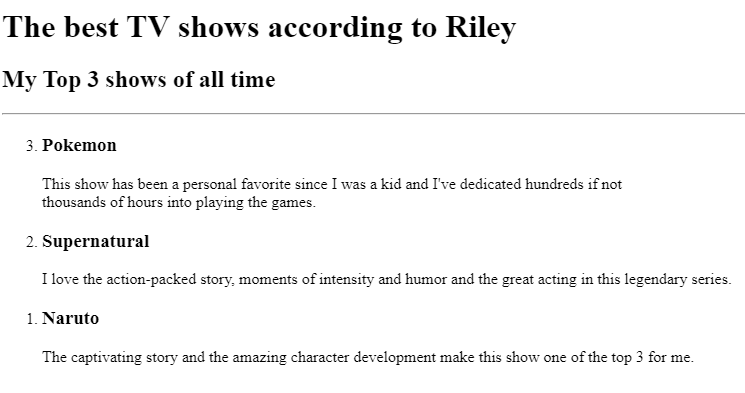 The best TV shows according to Riley
My Top 3 shows of all time
3. Pokemon
This show has been a personal favorite since I was a kid and I've dedicated hundreds if not
thousands of hours into playing the games.
2. Supernatural
I love the action-packed story, moments of intensity and humor and the great acting in this legendary series.
1. Naruto
The captivating story and the amazing character development make this show one of the top 3 for me.